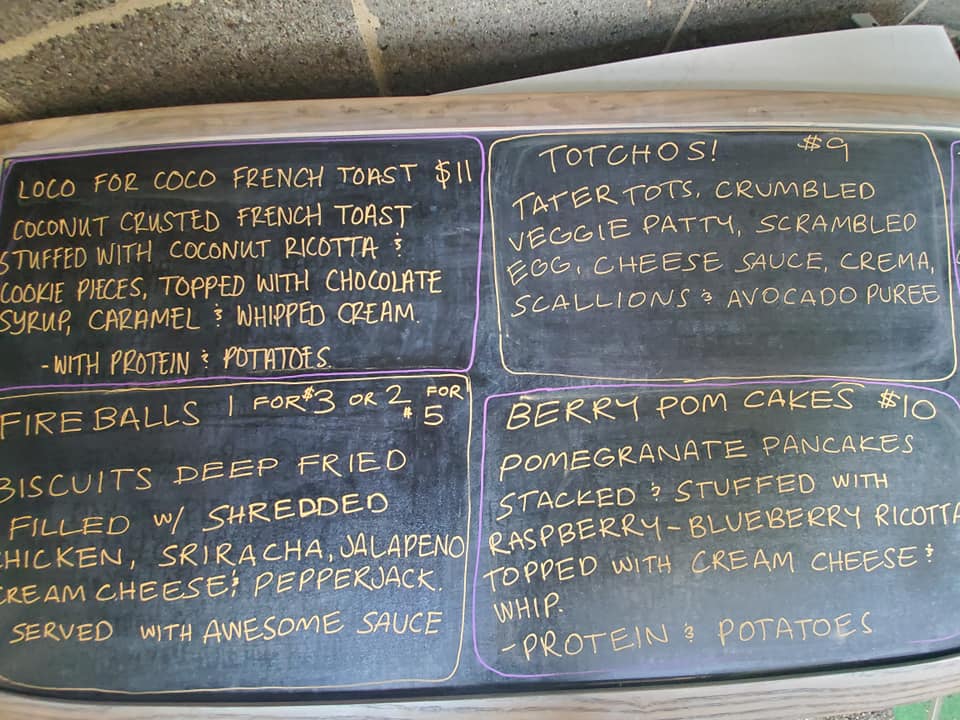 LOCO FOR COCO FRENCH TOAST $11
COCONUT CRUSTED FRENCH TOAST
STUFFED WITH COCONUT RICOTTA &
COOKIE PIECES, TOPPED WITH CHOCOLATE
SYRUP, CARAMEL & WHIPPED CREAM.
-WITH PROTEIN & POTATOES.
TOTCHOS! $9
TATER TOTS, CRUMBLED
VEGGIE PATTY, SCRAMBLED
EGG, CHEESE SAUCE, CREMA,
SCALLIONS & AVOCADO PUREE
FIREBALLS 1 FOR $3 OR 2 FOR $5
BISCUITS DEEP FRIED
FILLED W/ SHREDDED
CHICKEN, SRIRACHA, JALAPENO
CREAM CHEESE & PEPPERJACK.
SERVED WITH AWESOME SAUCE
BERRY POM CAKES $10
POMEGRANATE PANCAKES
STACKED & STUFFED WITH
RASPBERRY-BLUEBERRY RICOTTA
TOPPED WITH CREAM CHEESE &
WHIP.
-PROTEIN & POTATOES